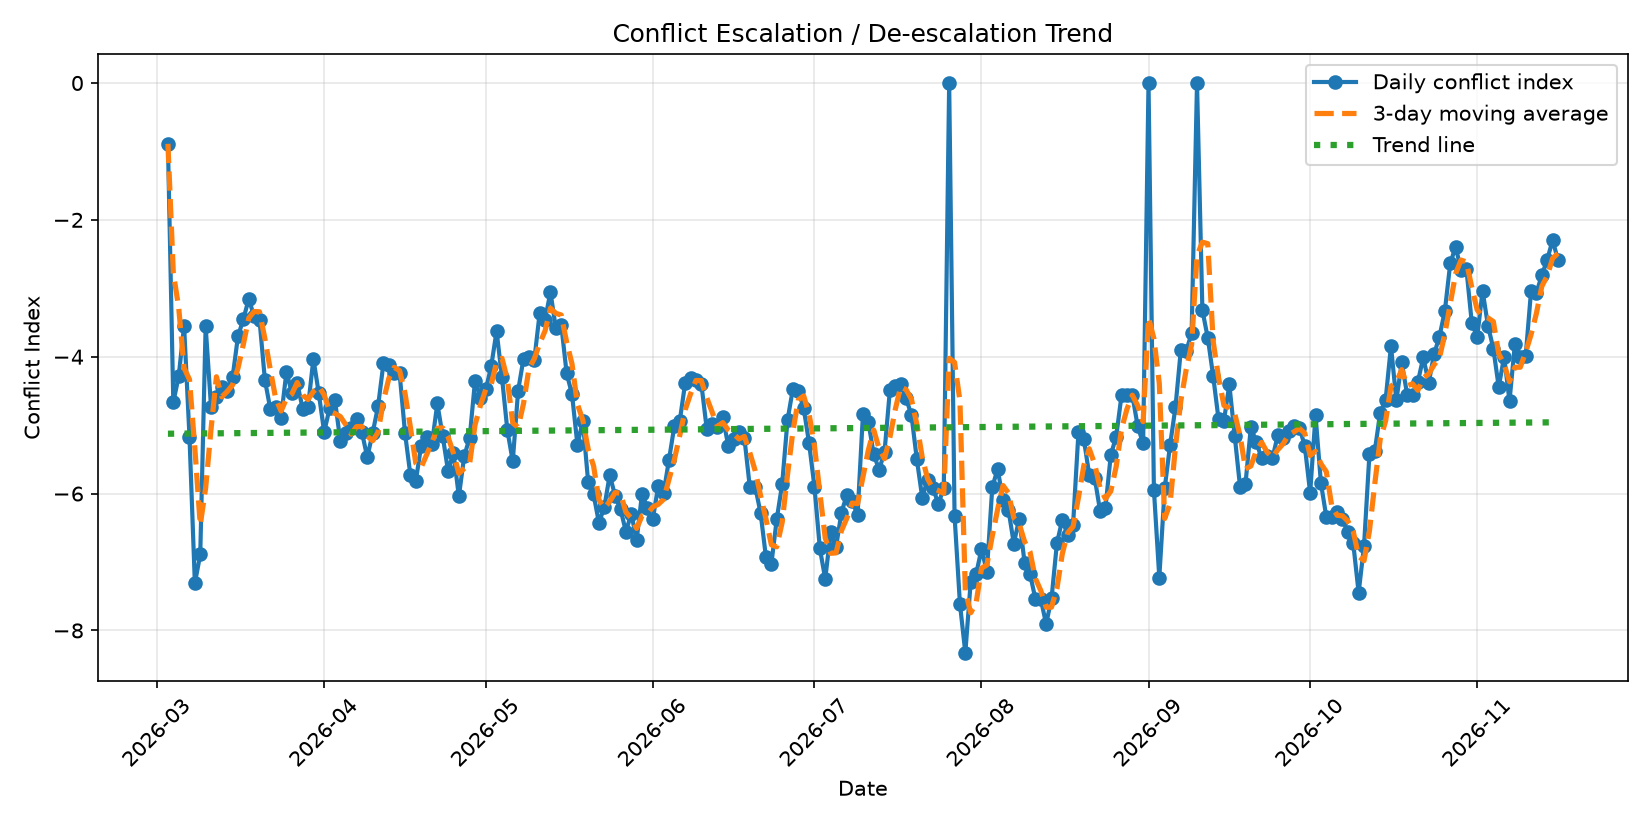 Conflict Escalation / De-escalation Trend
Daily conflict index
3-day moving average
Trend line
Conflict Index
0
−2
−4
−6
−8
2026-03
2026-04
2026-05
2026-06
2026-07
2026-08
2026-09
2026-10
2026-11
Date